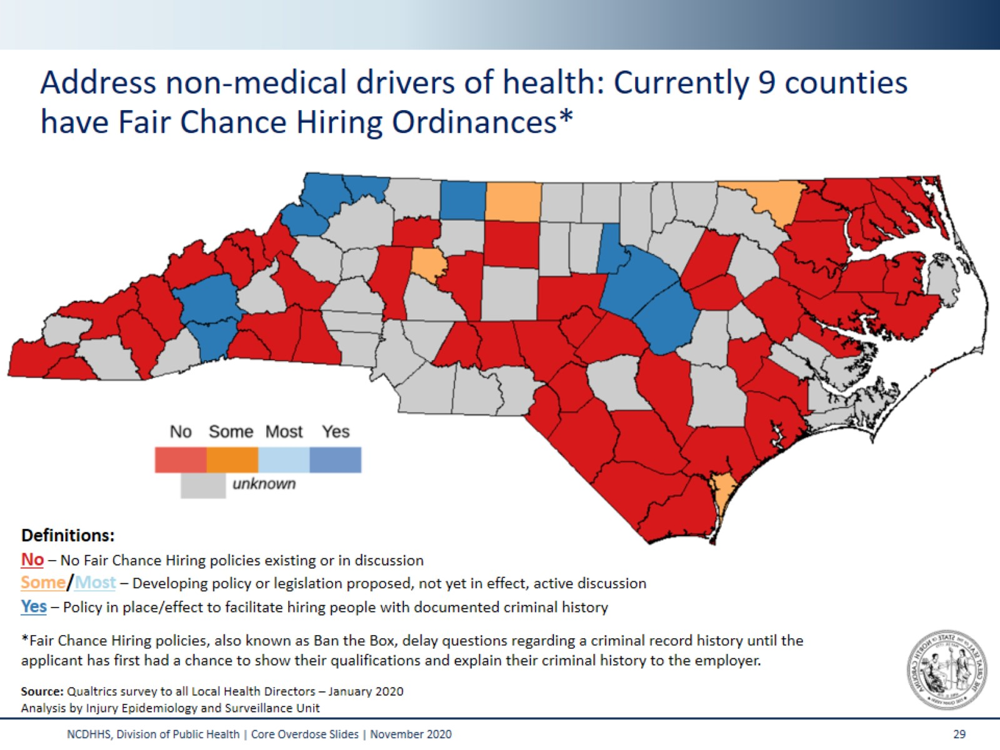 Address non-medical drivers of health: Currently 9 counties
have Fair Chance Hiring Ordinances*
No Some Most Yes
unknown
Definitions:
No – No Fair Chance Hiring policies existing or in discussion
Some/Most – Developing policy or legislation proposed, not yet in effect, active discussion
Yes – Policy in place/effect to facilitate hiring people with documented criminal history
*Fair Chance Hiring policies, also known as Ban the Box, delay questions regarding a criminal record history until the
applicant has first had a chance to show their qualifications and explain their criminal history to the employer.
Source: Qualtrics survey to all Local Health Directors – January 2020
Analysis by Injury Epidemiology and Surveillance Unit
NCDHHS, Division of Public Health | Core Overdose Slides | November 2020
29